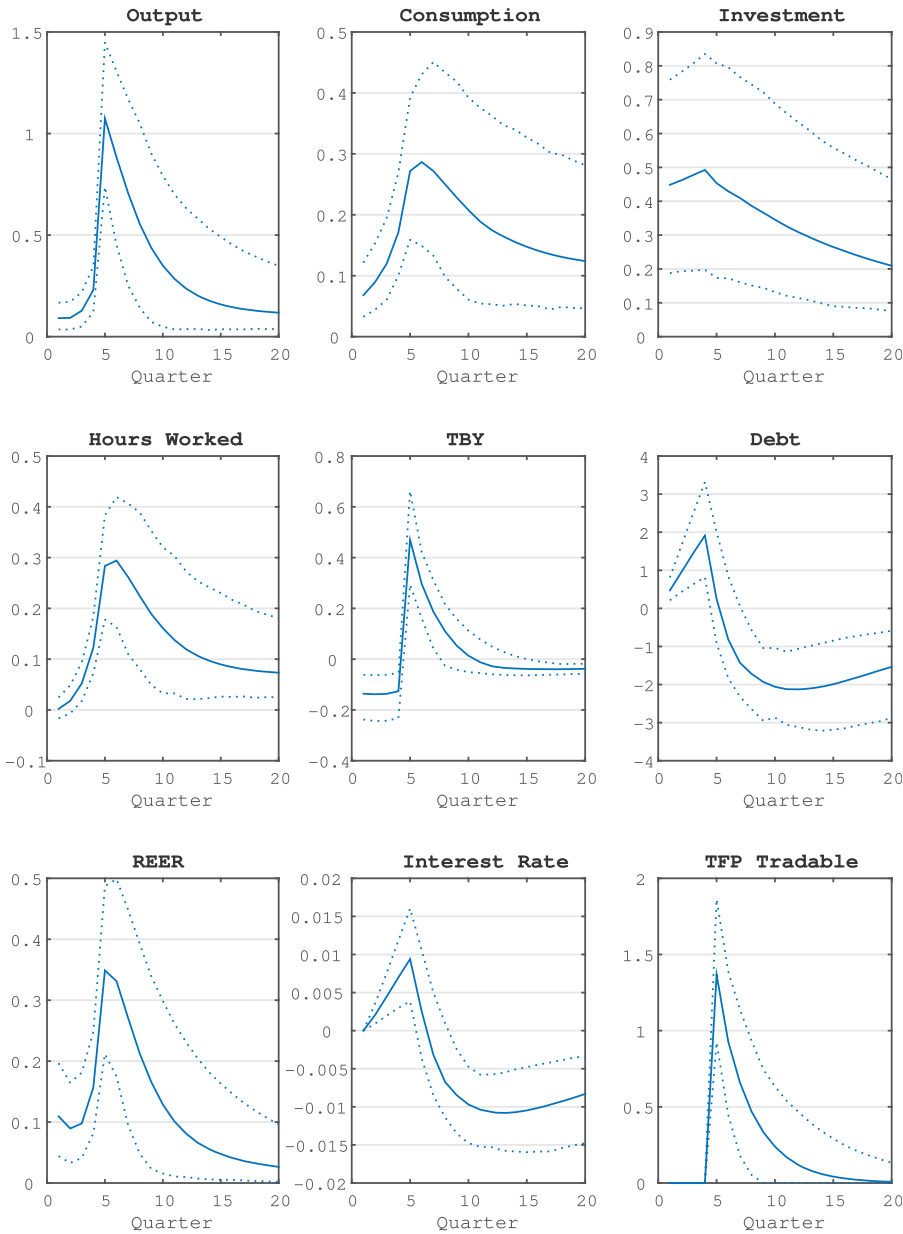 Output Consumption Investment
1.5 0.5 0.9
0.8
0.4
0.7
1 0.6
0.3
0.5
0.4
0.2
0.5 0.3
0.1 0.2
0.1
0 0 0
0 5 10 15 20 0 5 10 15 20 0 5 10 15 20
Quarter Quarter Quarter
Hours Worked TBY Debt
0.5 0.8 4
3
0.4 0.6
2
0.3 0.4
1
0.2 0.2 0
-1
0.1 0
-2
0 -0.2
-3
-0.1 -0.4 -4
0 5 10 15 20 0 5 10 15 20 0 5 10 15 20
Quarter Quarter Quarter
REER Interest Rate TFP Tradable
0.5 0.02 2
0.015
0.4
0.01 1.5
0.3 0.005
0 1
0.2 -0.005
-0.01 0.5
0.1
-0.015
0 -0.02 0
0 5 10 15 20 0 5 10 15 20 0 5 10 15 20
Quarter Quarter Quarter